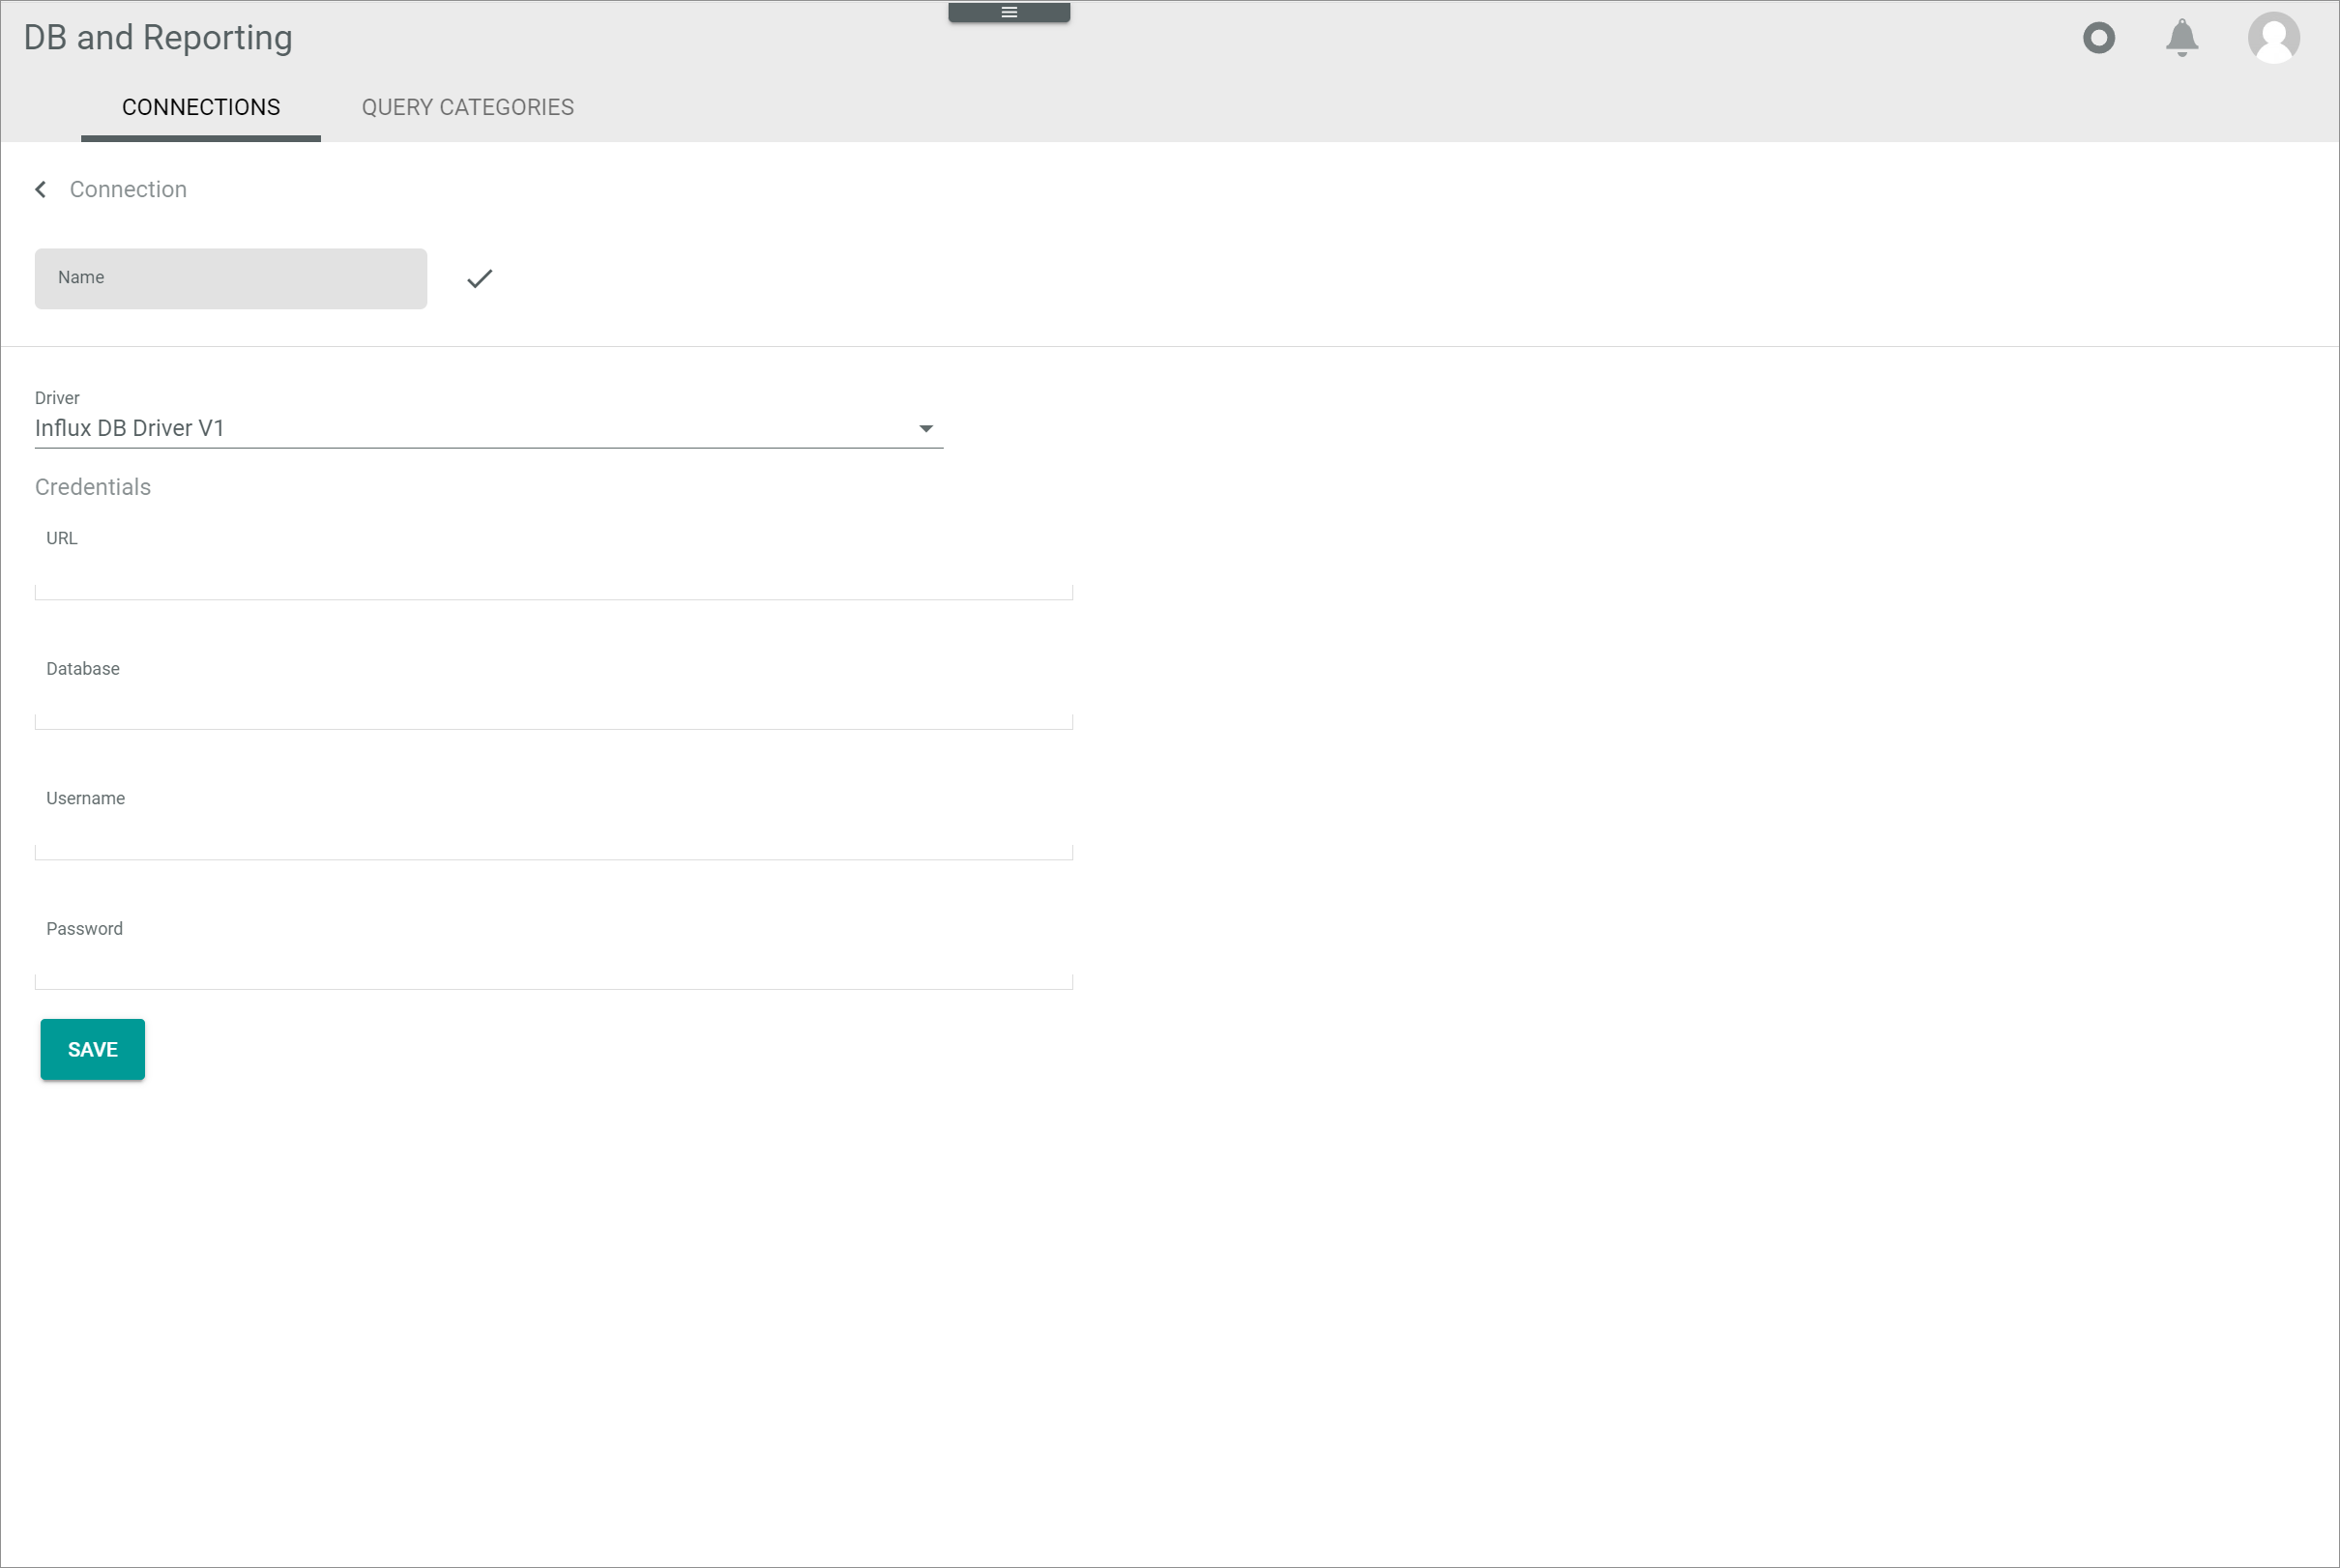 DB and Reporting
CONNECTIONS QUERY CATEGORIES
Connection
Name
Driver
Influx DB Driver V1
Credentials
URL
Database
Username
Password
SAVE